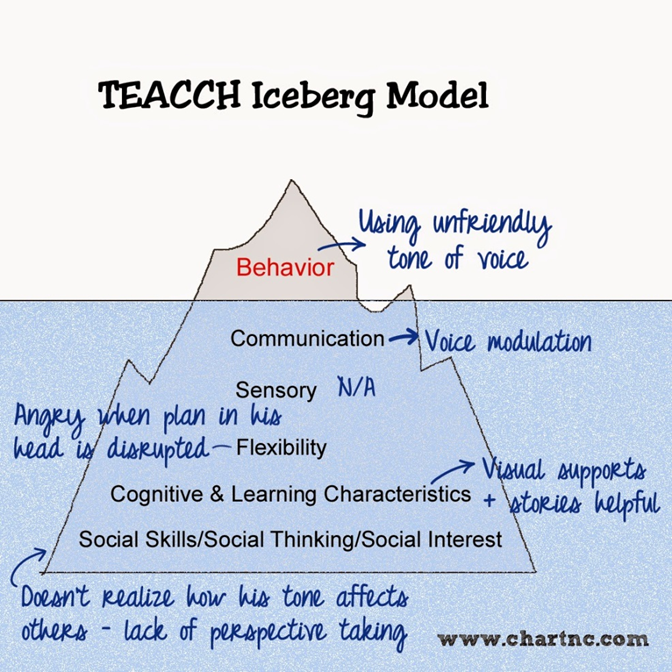 TEACCH Iceberg Model
Using unfriendly
tone of voice
Behavior
Communication
Voice modulation
Sensory
N/A
Angry when plan in his
head is disrupted
Flexibility
Cognitive & Learning Characteristics
Visual supports
+ stories helpful
Social Skills/Social Thinking/Social Interest
Doesn't realize how his tone affects
others - lack of perspective taking
www.chartnc.com